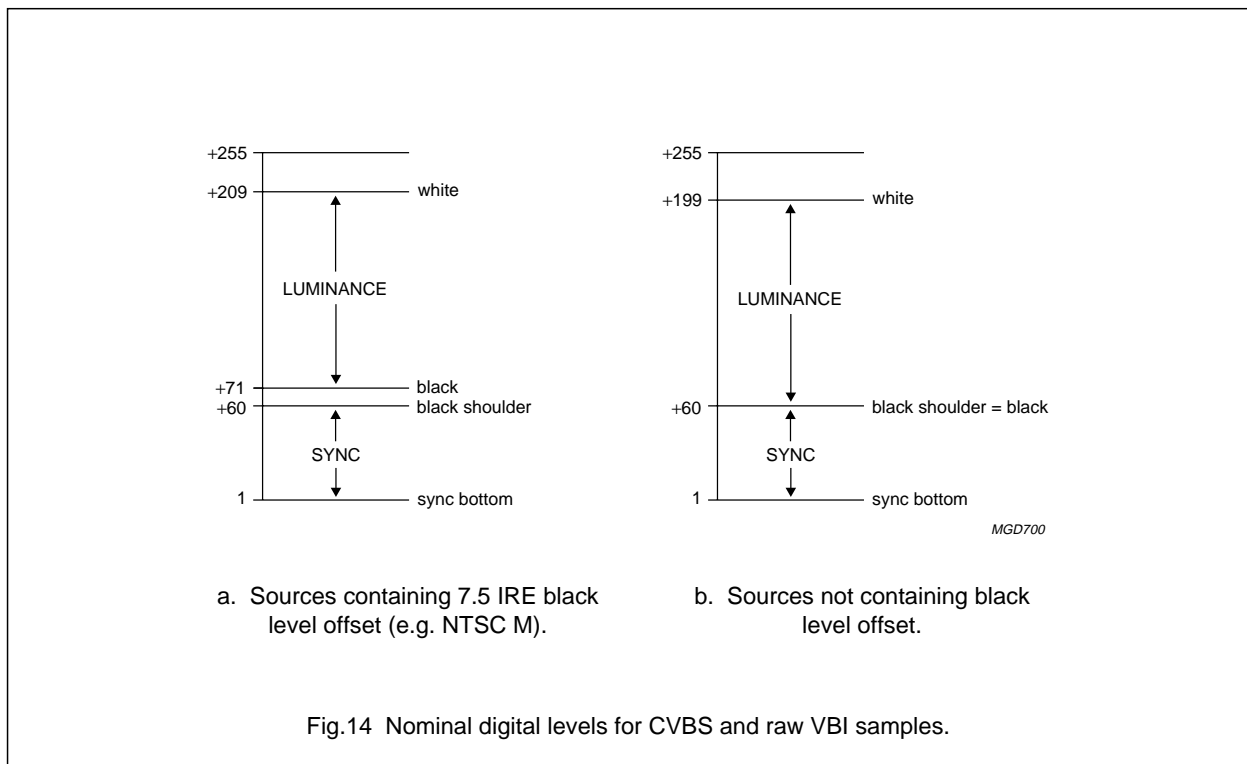 +255
+209
white
LUMINANCE
+71
black
+60
black shoulder
SYNC
1
sync bottom
+255
+199
white
LUMINANCE
+60
black shoulder = black
SYNC
1
sync bottom
MGD700
a. Sources containing 7.5 IRE black
level offset (e.g. NTSC M).
b. Sources not containing black
level offset.
Fig.14 Nominal digital levels for CVBS and raw VBI samples.